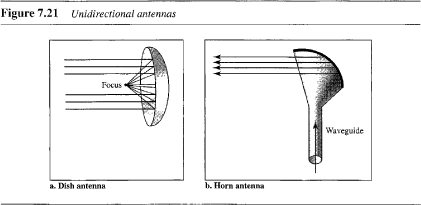 Figure 7.21 Unidirectional antennas
Focus
Waveguide
a. Dish antenna
b. Horn antenna